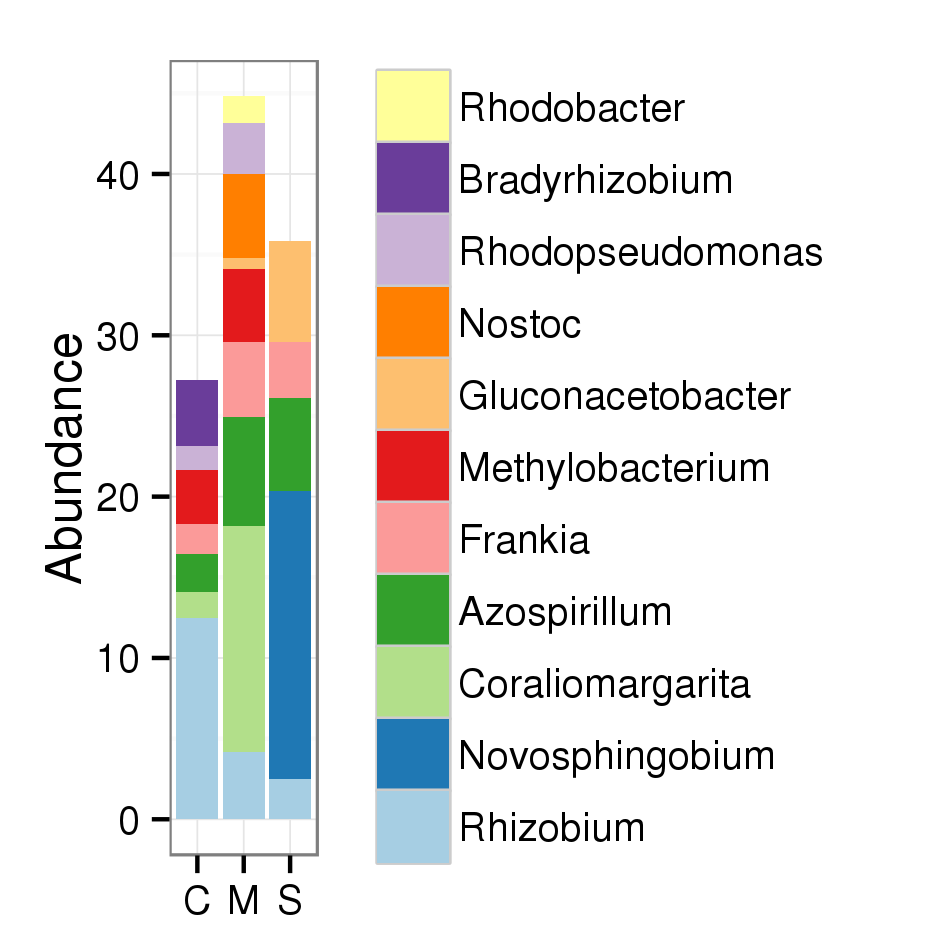 Abundance
40
30
20
10
0
C M S
Rhodobacter
Bradyrhizobium
Rhodopseudomonas
Nostoc
Gluconacetobacter
Methylobacterium
Frankia
Azospirillum
Coraliomargarita
Novosphingobium
Rhizobium